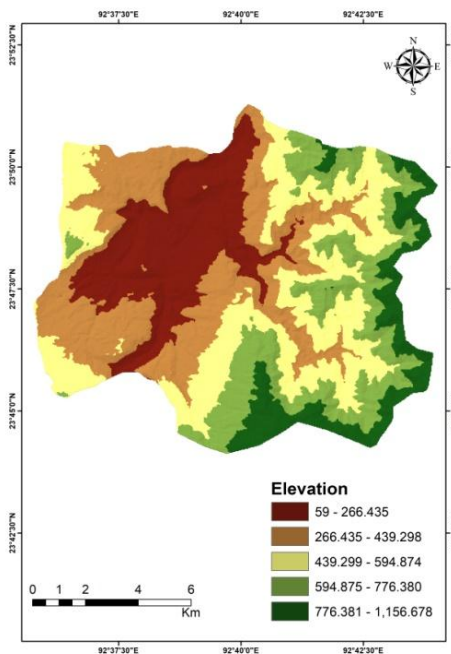 92°37'30"E 92°40'0"E 92°42'30"E
23°52'30"N
N
W E
S
23°50'0"N
23°47'30"N
23°45'0"N
23°42'30"N
Elevation
59 - 266.435
266.435 - 439.298
439.299 - 594.874
594.875 - 776.380
776.381 - 1,156.678
0 1 2 4 6
Km
92°37'30"E 92°40'0"E 92°42'30"E